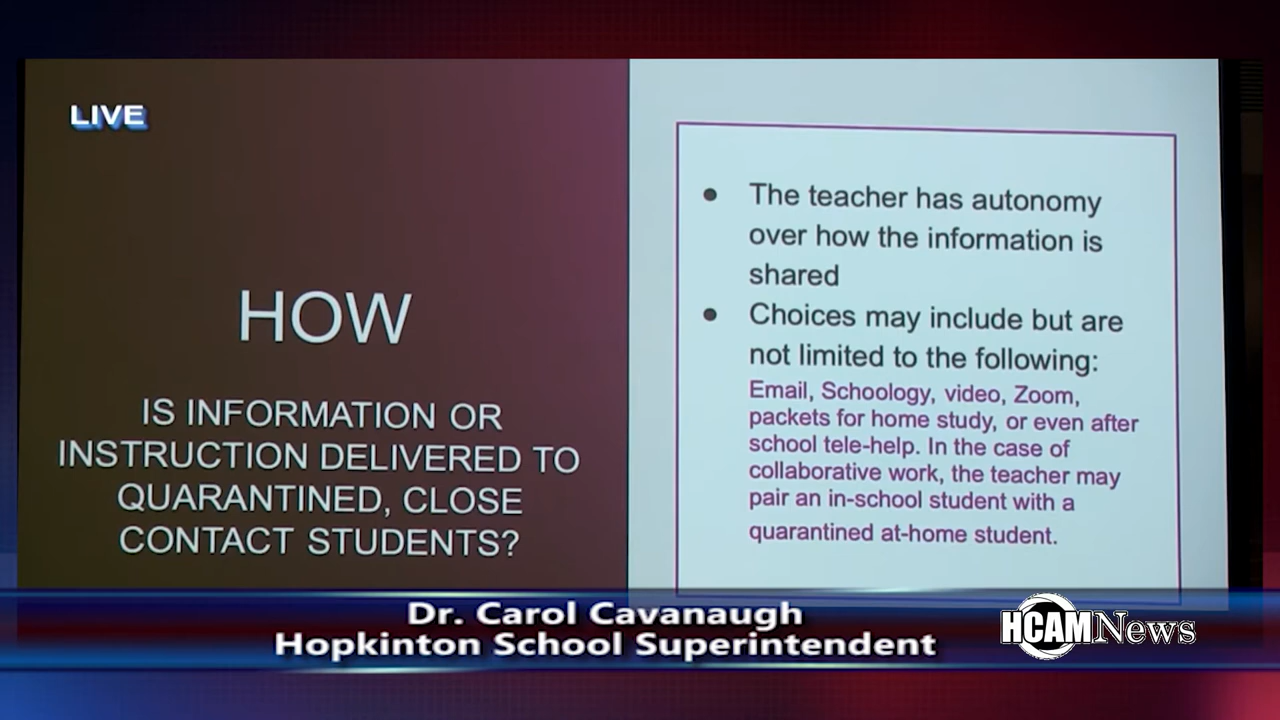 LIVE
HOW
IS INFORMATION OR
INSTRUCTION DELIVERED TO
QUARANTINED, CLOSE
CONTACT STUDENTS?
● The teacher has autonomy
over how the information is
shared
● Choices may include but are
not limited to the following:
Email, Schoology, video, Zoom,
packets for home study, or even after
school tele-help. In the case of
collaborative work, the teacher may
pair an in-school student with a
quarantined at-home student.
Dr. Carol Cavanaugh
Hopkinton School Superintendent
HCAMNews